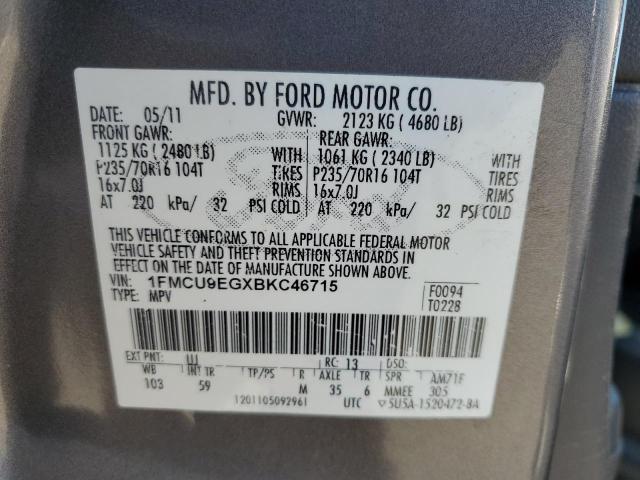 MFD. BY FORD MOTOR CO.
DATE: 05/11 GVWR: 2123 KG ( 4680 LB)
FRONT GAWR: REAR GAWR:
1125 KG ( 2480 LB) WITH 1061 KG ( 2340 LB) WITH
P235/70R16 104T TIRES P235/70R16 104T TIRES
16x7.0J RIMS 16x7.0J RIMS
AT 220 kPa/ 32 PSI COLD AT 220 kPa/ 32 PSI COLD
THIS VEHICLE CONFORMS TO ALL APPLICABLE FEDERAL MOTOR
VEHICLE SAFETY AND THEFT PREVENTION STANDARDS IN
EFFECT ON THE DATE OF MANUFACTURE SHOWN ABOVE.
VIN: 1FMCU9EGXBKC46715 F0094
TYPE: MPV T0228
EXT PNT: UJ RC: 13 DSO:
WB INT TR TP/PS R AXLE TR SPR AM71F
103 59 M 35 6 MMEE 305
1201105092961 UTC ▽5U5A-1520472-BA